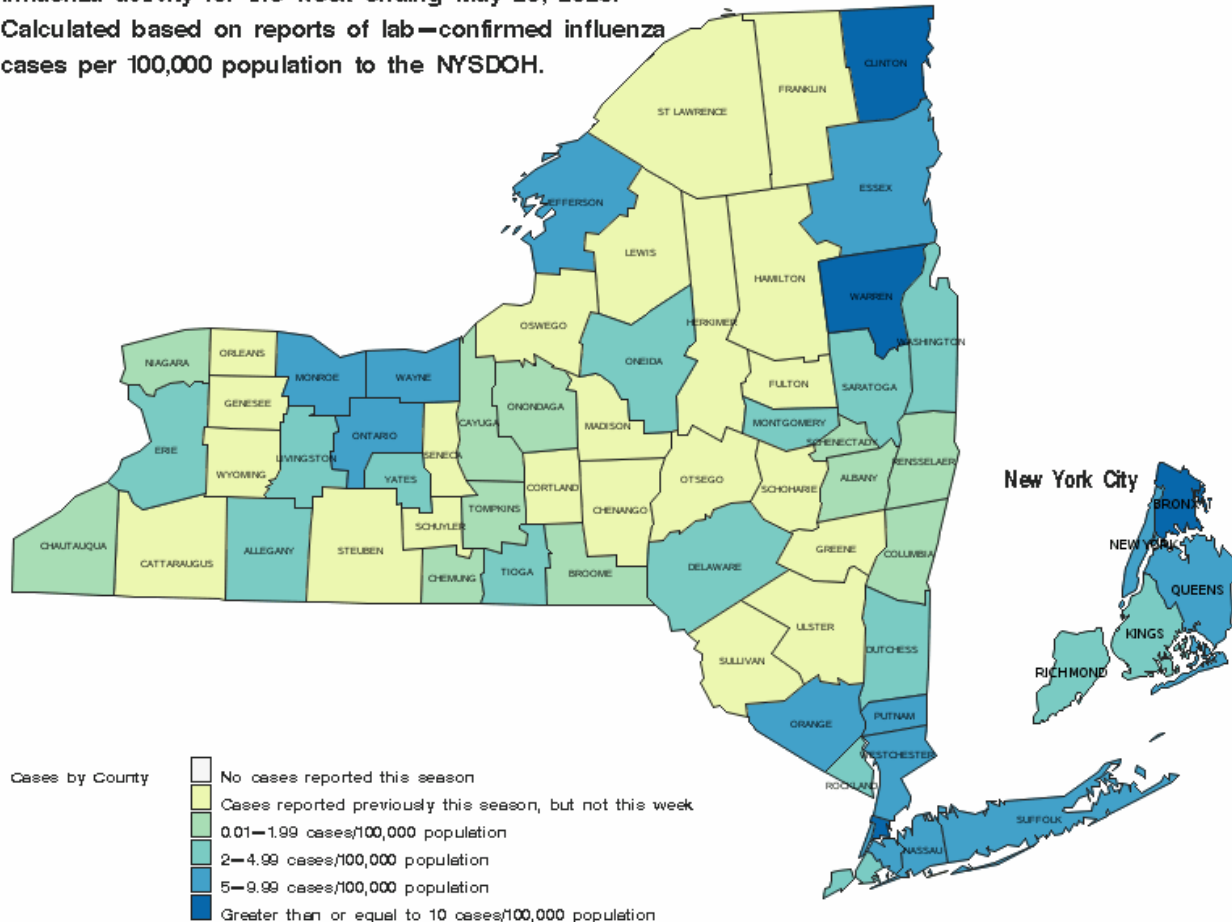 Calculated based on reports of lab—confirmed influenza
cases per 100,000 population to the NYSDOH.
CLINTON
FRANKLIN
ST LAWRENCE
ESSEX
JEFFERSON
LEWIS
HAMILTON
WARREN
HERKIMER
OSWEGO
WASHINGTON
ONEIDA
ORLEANS
NIAGARA
MONROE
WAYNE
FULTON
SARATOGA
GENESEE
ONONDAGA
CAYUGA
MADISON
MONTGOMERY
ONTARIO
SCHENECTADY
ERIE
LIVINGSTON
SENECA
RENSSELAER
WYOMING
YATES
CORTLAND
OTSEGO
SCHOHARIE
ALBANY
New York City
BRONX
TOMPKINS
CHENANGO
SCHUYLER
NEW YORK
CHAUTAUQUA
CATTARAUGUS
ALLEGANY
STEUBEN
GREENE
COLUMBIA
CHEMUNG
TIOGA
BROOME
DELAWARE
QUEENS
ULSTER
KINGS
DUTCHESS
SULLIVAN
RICHMOND
ORANGE
PUTNAM
WESTCHESTER
ROCKLAND
SUFFOLK
NASSAU
Cases by County
No cases reported this season
Cases reported previously this season, but not this week
0.01—1.99 cases/100,000 population
2—4.99 cases/100,000 population
5—9.99 cases/100,000 population
Greater than or equal to 10 cases/100,000 population